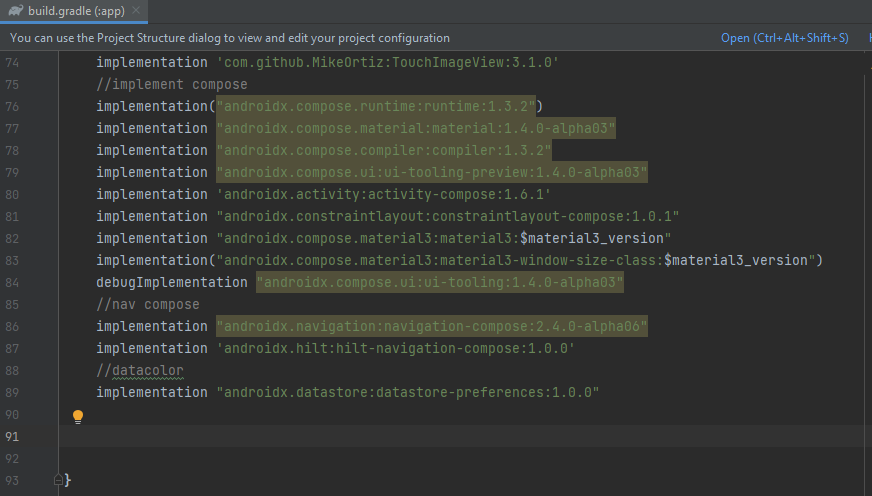 build.gradle (:app)
You can use the Project Structure dialog to view and edit your project configuration
Open (Ctrl+Alt+Shift+S)
74 implementation 'com.github.MikeOrtiz:TouchImageView:3.1.0'
75 //implement compose
76 implementation("androidx.compose.runtime:runtime:1.3.2")
77 implementation "androidx.compose.material:material:1.4.0-alpha03"
78 implementation "androidx.compose.compiler:compiler:1.3.2"
79 implementation "androidx.compose.ui:ui-tooling-preview:1.4.0-alpha03"
80 implementation 'androidx.activity:activity-compose:1.6.1'
81 implementation "androidx.constraintlayout:constraintlayout-compose:1.0.1"
82 implementation "androidx.compose.material3:material3:$material3_version"
83 implementation("androidx.compose.material3:material3-window-size-class:$material3_version")
84 debugImplementation "androidx.compose.ui:ui-tooling:1.4.0-alpha03"
85 //nav compose
86 implementation "androidx.navigation:navigation-compose:2.4.0-alpha06"
87 implementation 'androidx.hilt:hilt-navigation-compose:1.0.0'
88 //datacolor
89 implementation "androidx.datastore:datastore-preferences:1.0.0"
90
91
92
93 }